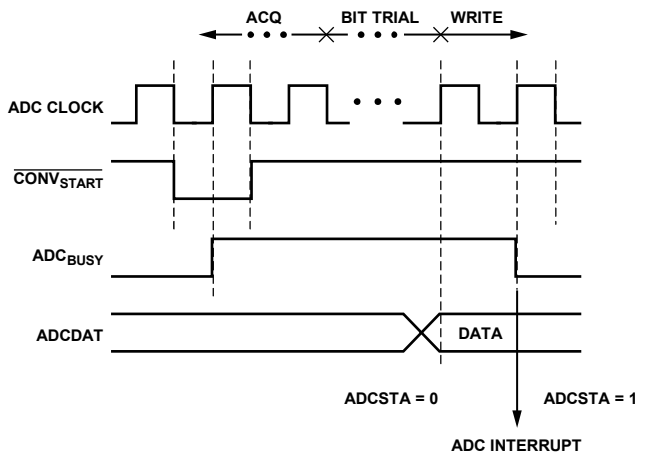 ACQ BIT TRIAL WRITE
ADC CLOCK
CONVSTART
ADCBUSY
ADCDAT
DATA
ADCSTA = 0 ADCSTA = 1
ADC INTERRUPT